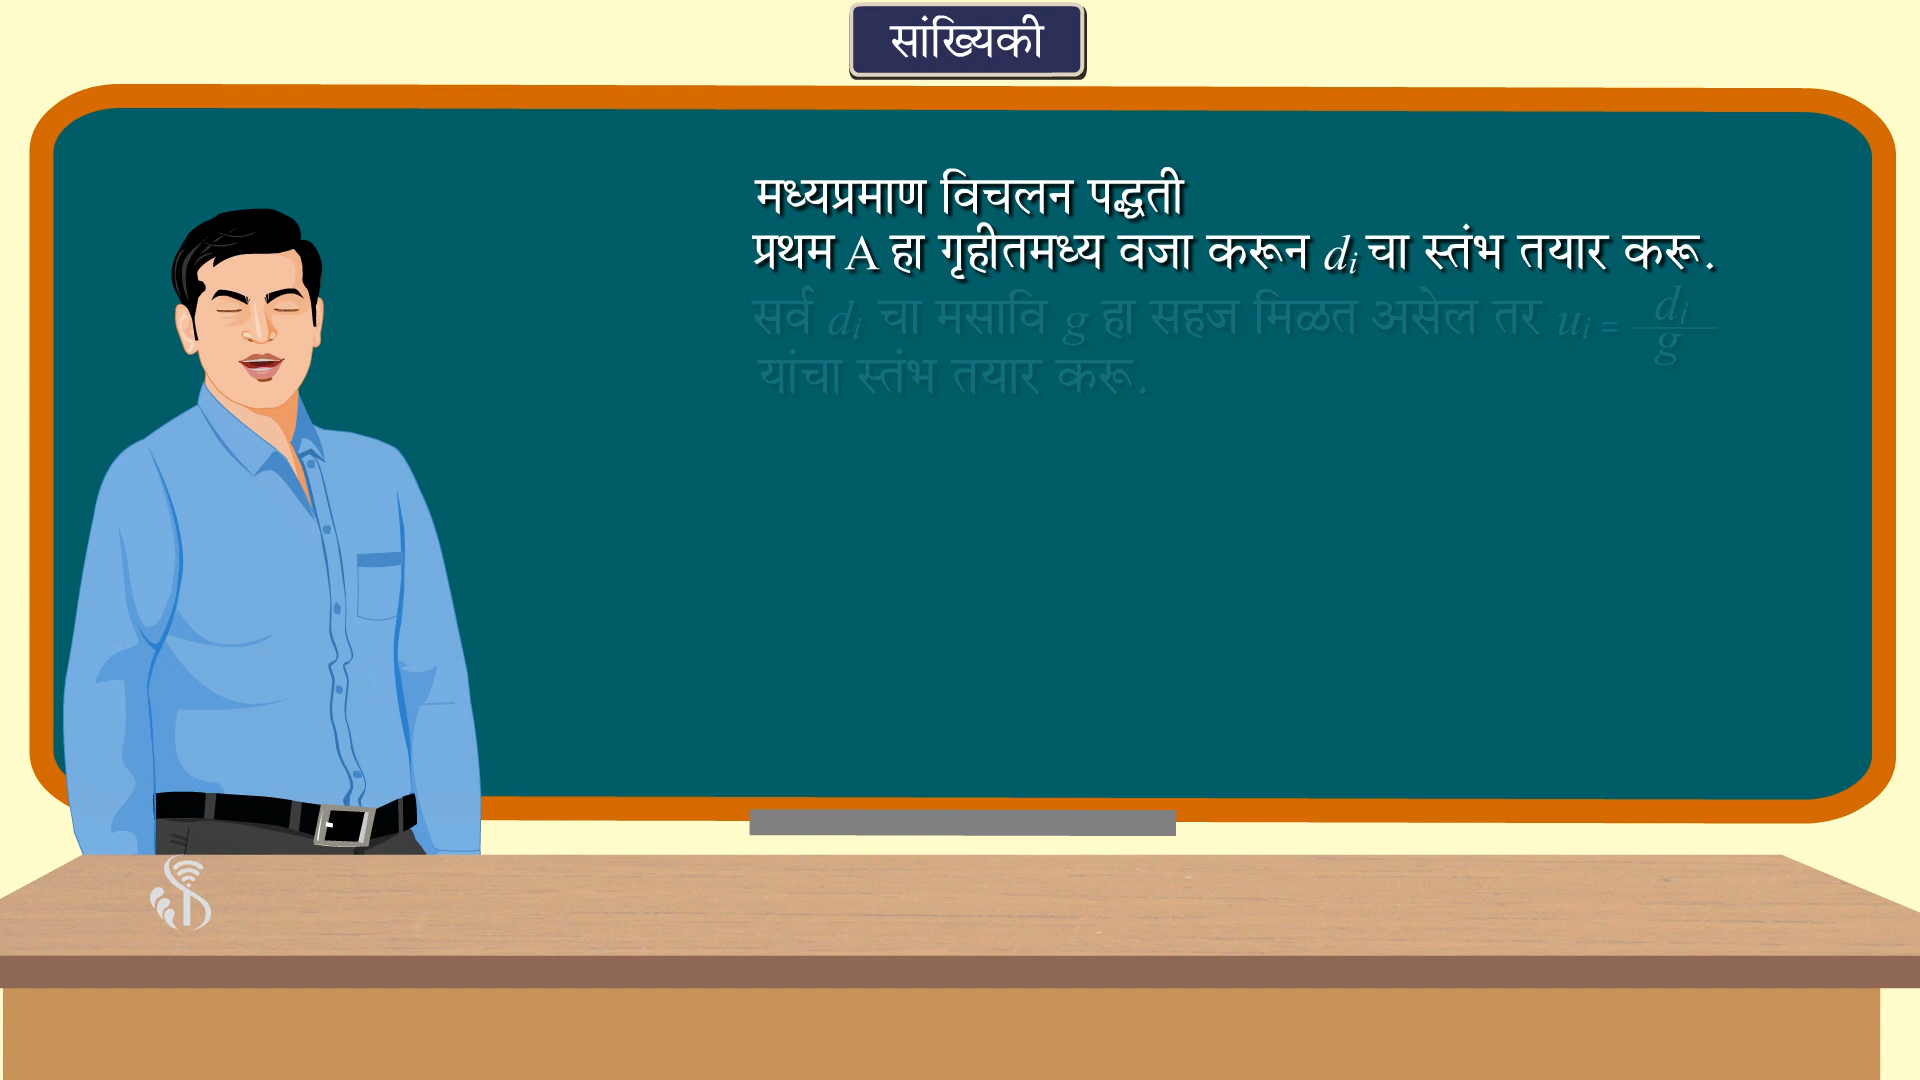 सांख्यिकी
मध्यप्रमाण विचलन पद्धती
प्रथम A हा गृहीतमध्य वजा करून dᵢ चा स्तंभ तयार करू.
सर्व dᵢ चा मसावि g हा सहज मिळत असेल तर uᵢ = dᵢ/g
यांचा स्तंभ तयार करू.